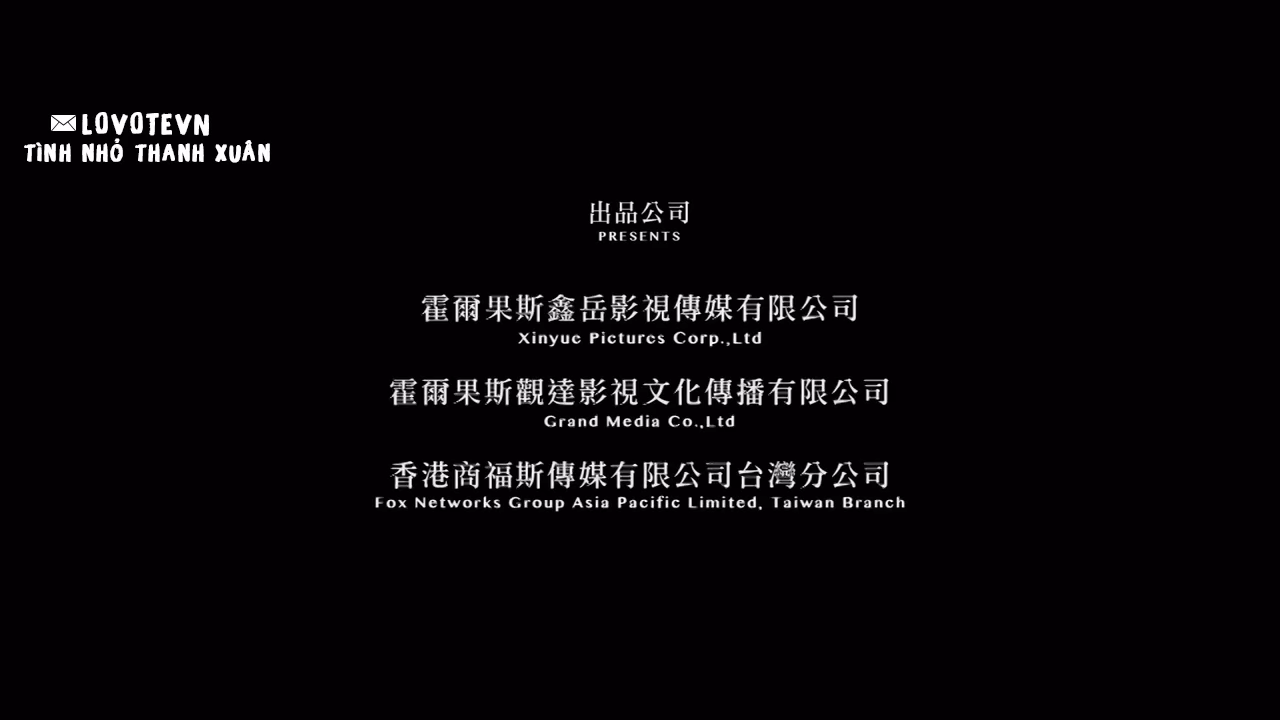 LOVOTEVN
TÌNH NHỎ THANH XUÂN
出品公司
PRESENTS
霍爾果斯鑫岳影視傳媒有限公司
Xinyue Pictures Corp.,Ltd
霍爾果斯觀達影視文化傳播有限公司
Grand Media Co.,Ltd
香港商福斯傳媒有限公司台灣分公司
Fox Networks Group Asia Pacific Limited, Taiwan Branch